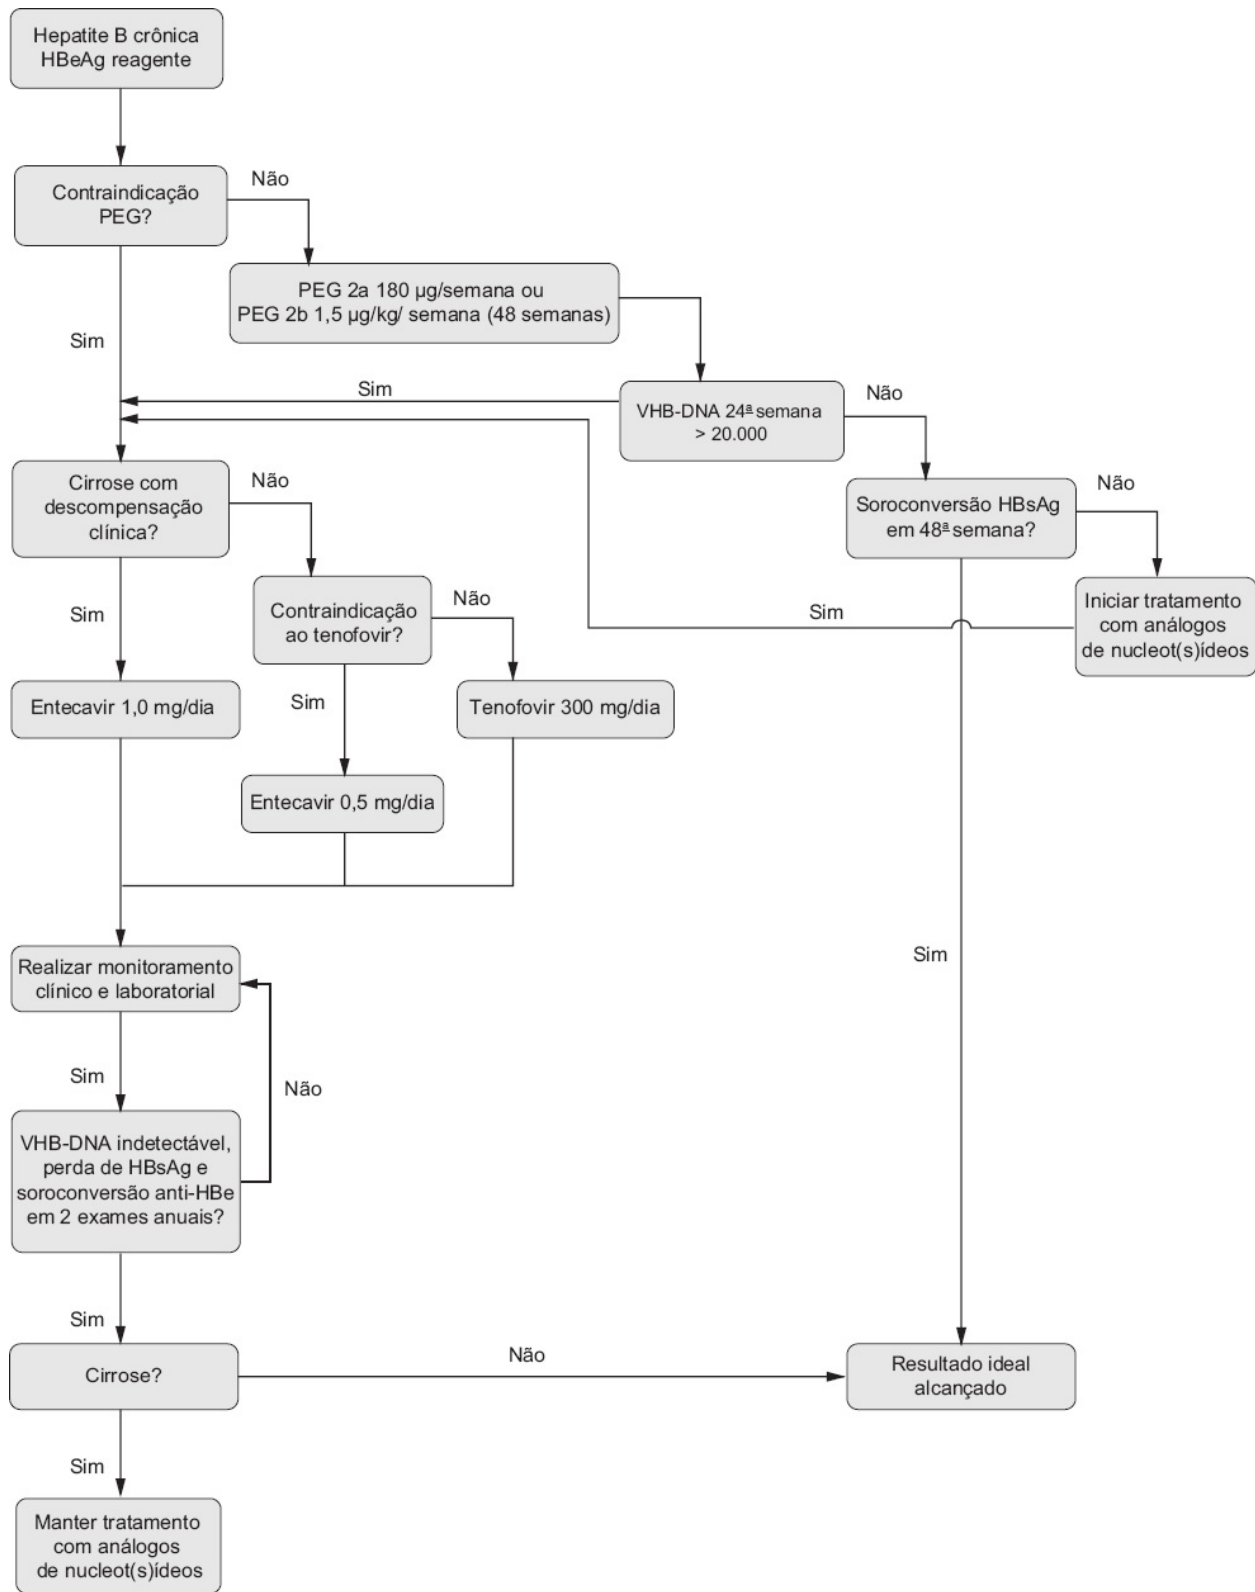 Hepatite B crônica
HBeAg reagente
Não
Contraindicação
PEG?
PEG 2a 180 µg/semana ou
PEG 2b 1,5 µg/kg/ semana (48 semanas)
Sim
Sim
Não
VHB-DNA 24ª semana
> 20.000
Cirrose com
descompensação
clínica?
Não
Soroconversão HBsAg
em 48ª semana?
Não
Sim
Contraindicação
ao tenofovir?
Não
Sim
Iniciar tratamento
com análogos
de nucleot(s)ídeos
Entecavir 1,0 mg/dia
Sim
Tenofovir 300 mg/dia
Entecavir 0,5 mg/dia
Realizar monitoramento
clínico e laboratorial
Sim
Sim
Não
VHB-DNA indetectável,
perda de HBsAg e
soroconversão anti-HBe
em 2 exames anuais?
Sim
Cirrose?
Não
Resultado ideal
alcançado
Sim
Manter tratamento
com análogos
de nucleot(s)ídeos